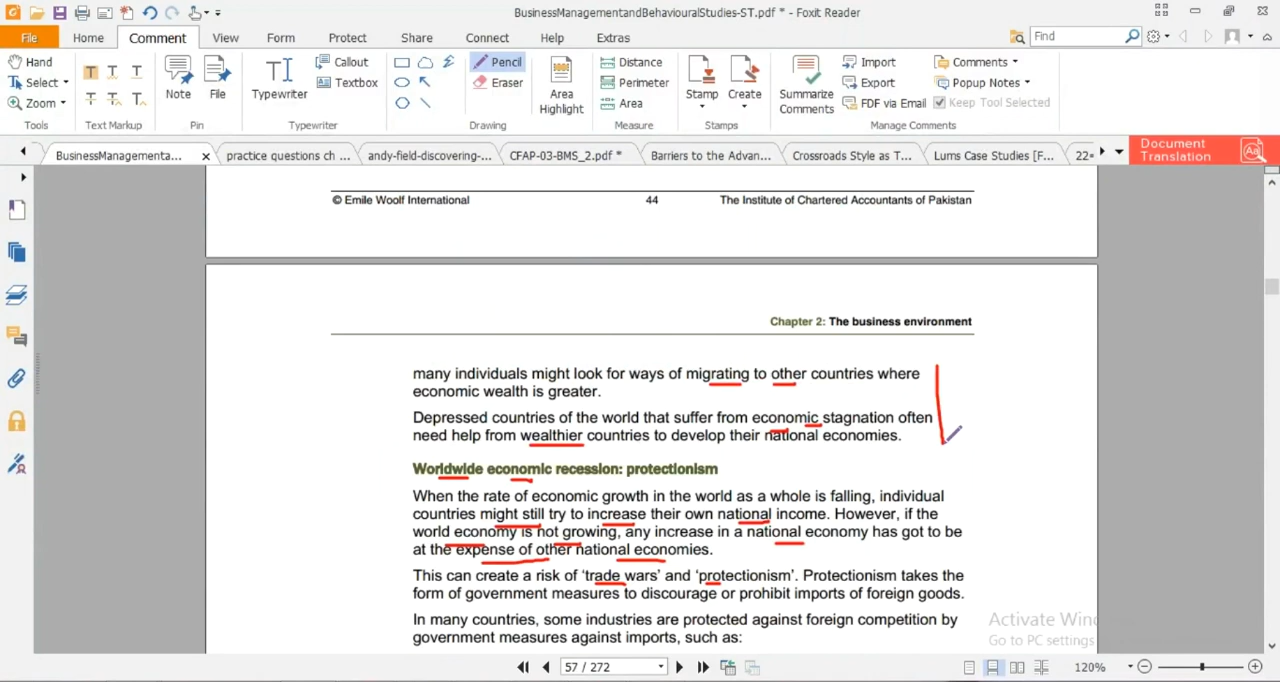 BusinessManagementandBehaviouralStudies-ST.pdf * - Foxit Reader
File Home Comment View Form Protect Share Connect Help Extras Find
Hand
Select
Zoom
Tools
Text Markup
Note
File
Pin
Typewriter
Callout
Textbox
Typewriter
Pencil
Eraser
Drawing
Area Highlight
Distance
Perimeter
Area
Measure
Stamp
Create
Stamps
Summarize Comments
Import
Export
FDF via Email
Comments
Popup Notes
Keep Tool Selected
Manage Comments
BusinessManagementa... practice questions ch ... andy-field-discovering-... CFAP-03-BMS_2.pdf * Barriers to the Advan... Crossroads Style as T... Lums Case Studies [F... 22=
Document Translation
© Emile Woolf International 44 The Institute of Chartered Accountants of Pakistan
Chapter 2: The business environment
many individuals might look for ways of migrating to other countries where
economic wealth is greater.
Depressed countries of the world that suffer from economic stagnation often
need help from wealthier countries to develop their national economies.
Worldwide economic recession: protectionism
When the rate of economic growth in the world as a whole is falling, individual
countries might still try to increase their own national income. However, if the
world economy is not growing, any increase in a national economy has got to be
at the expense of other national economies.
This can create a risk of ‘trade wars’ and ‘protectionism’. Protectionism takes the
form of government measures to discourage or prohibit imports of foreign goods.
In many countries, some industries are protected against foreign competition by
government measures against imports, such as:
Activate Win
Go to PC settings
57 / 272
120%